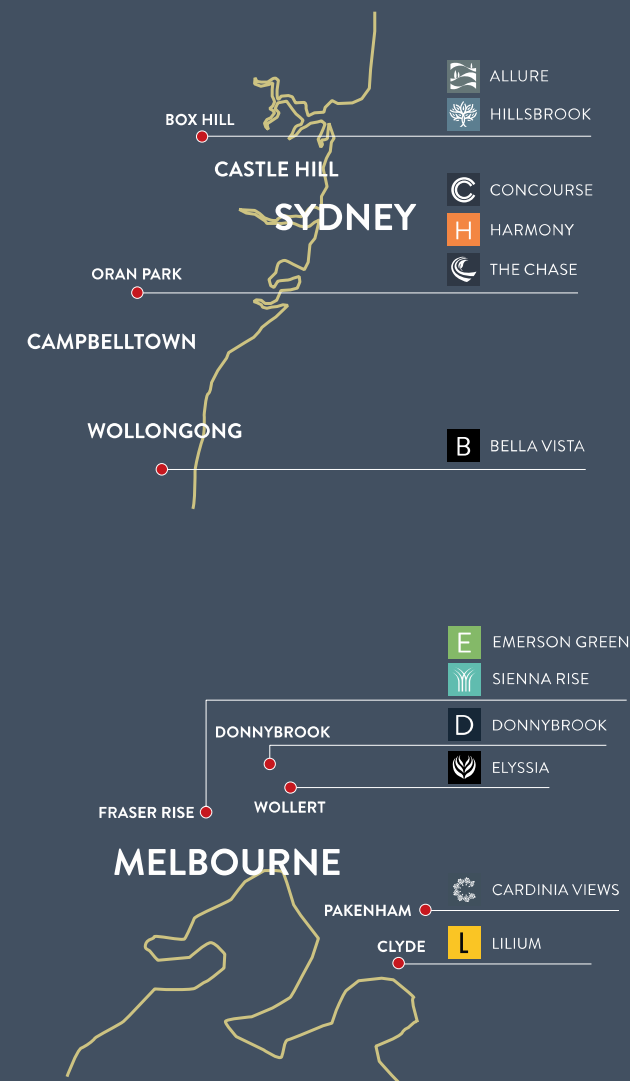 ALLURE
HILLSBROOK
BOX HILL
CASTLE HILL
C CONCOURSE
SYDNEY
H HARMONY
THE CHASE
ORAN PARK
CAMPBELLTOWN
WOLLONGONG
B BELLA VISTA
E EMERSON GREEN
SIENNA RISE
D DONNYBROOK
DONNYBROOK
ELYSSIA
WOLLERT
FRASER RISE
MELBOURNE
CARDINIA VIEWS
PAKENHAM
L LILIUM
CLYDE